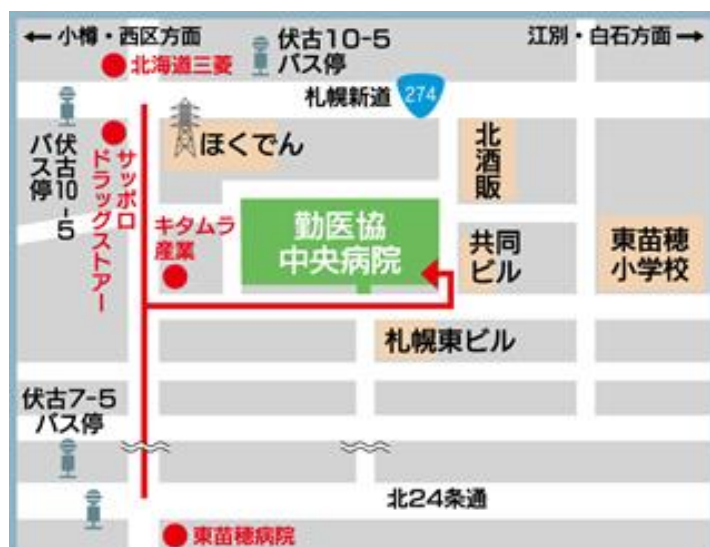 ← 小樽・西区方面
伏古10-5
バス停
江別・白石方面 →
北海道三菱
札幌新道
274
伏古10-5
バス停
サッポロ
ドラッグストアー
ほくでん
北酒販
キタムラ
産業
勤医協
中央病院
共同
ビル
東苗穂
小学校
札幌東ビル
伏古7-5
バス停
北24条通
東苗穂病院